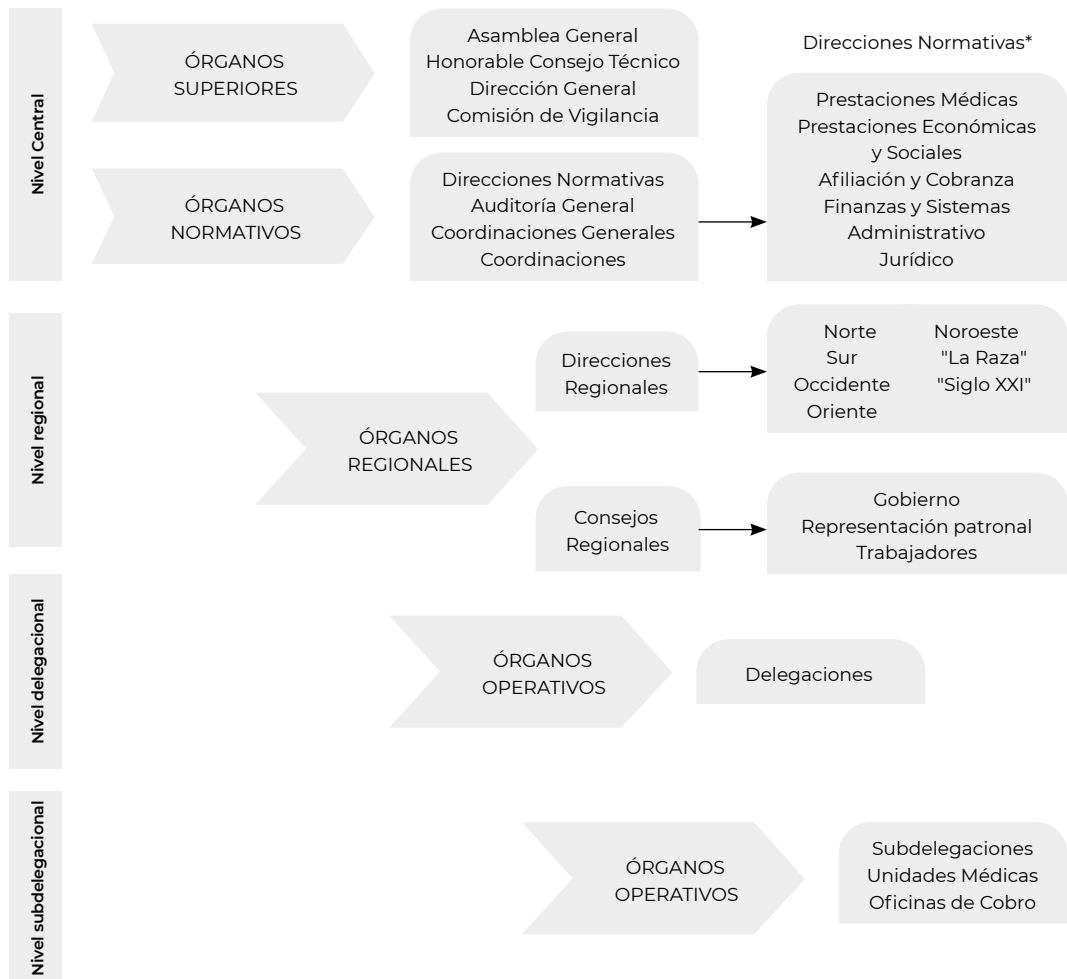 Nivel Central
ÓRGANOS
SUPERIORES
Asamblea General
Honorable Consejo Técnico
Dirección General
Comisión de Vigilancia
ÓRGANOS
NORMATIVOS
Direcciones Normativas
Auditoría General
Coordinaciones Generales
Coordinaciones
Direcciones Normativas*
Prestaciones Médicas
Prestaciones Económicas
y Sociales
Afiliación y Cobranza
Finanzas y Sistemas
Administrativo
Jurídico
Nivel regional
ÓRGANOS
REGIONALES
Direcciones
Regionales
Norte
Sur
Occidente
Oriente
Noroeste
"La Raza"
"Siglo XXI"
Consejos
Regionales
Gobierno
Representación patronal
Trabajadores
Nivel delegacional
ÓRGANOS
OPERATIVOS
Delegaciones
Nivel subdelegacional
ÓRGANOS
OPERATIVOS
Subdelegaciones
Unidades Médicas
Oficinas de Cobro